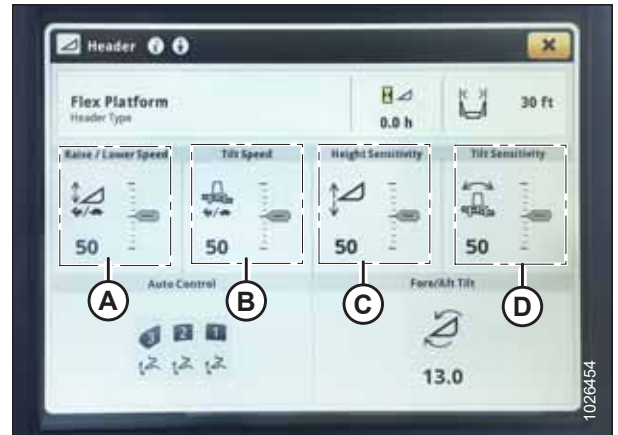 Header
Flex Platform
Header Type
0.0 h
30 ft
Raise / Lower Speed
Tilt Speed
Height Sensitivity
Tilt Sensitivity
50
50
50
50
A
B
C
D
Auto Control
Fore/Aft Tilt
3 2 1
13.0
1026454